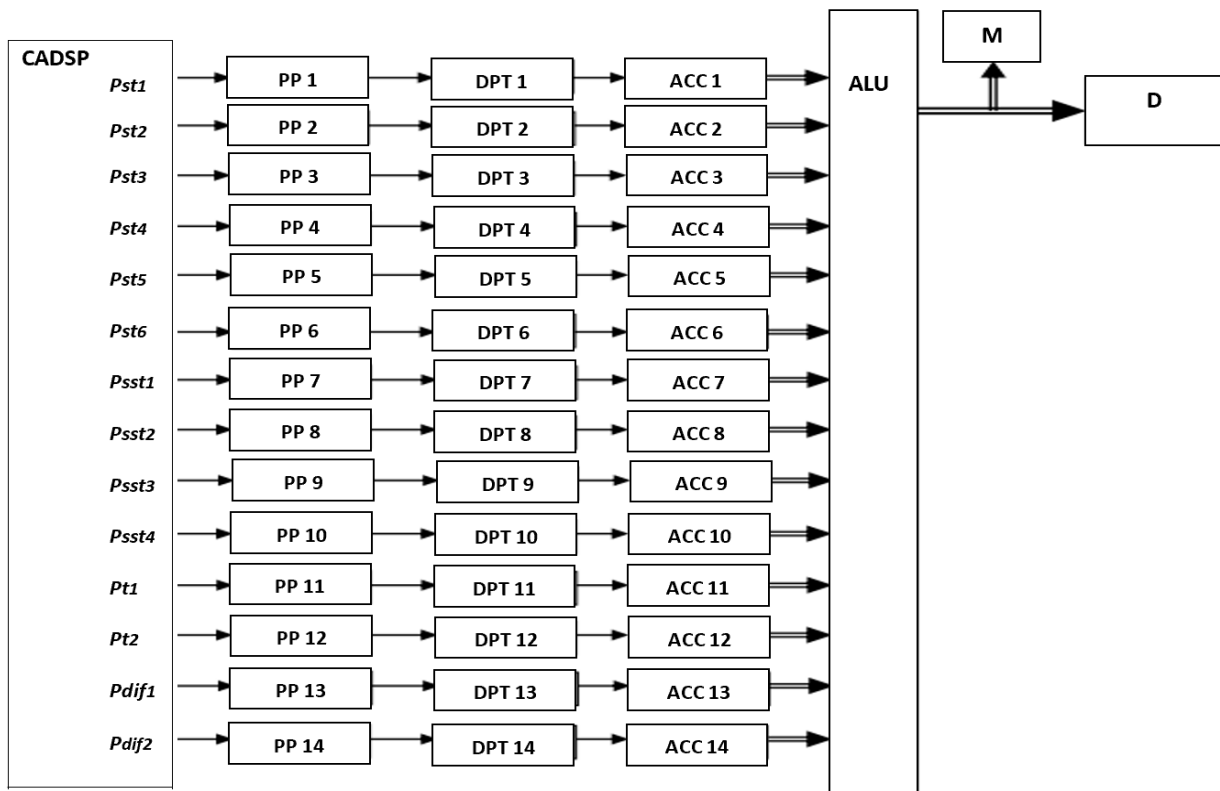 CADSP
ALU
M
D
Pst1 PP 1 DPT 1 ACC 1
Pst2 PP 2 DPT 2 ACC 2
Pst3 PP 3 DPT 3 ACC 3
Pst4 PP 4 DPT 4 ACC 4
Pst5 PP 5 DPT 5 ACC 5
Pst6 PP 6 DPT 6 ACC 6
Psst1 PP 7 DPT 7 ACC 7
Psst2 PP 8 DPT 8 ACC 8
Psst3 PP 9 DPT 9 ACC 9
Psst4 PP 10 DPT 10 ACC 10
Pt1 PP 11 DPT 11 ACC 11
Pt2 PP 12 DPT 12 ACC 12
Pdif1 PP 13 DPT 13 ACC 13
Pdif2 PP 14 DPT 14 ACC 14